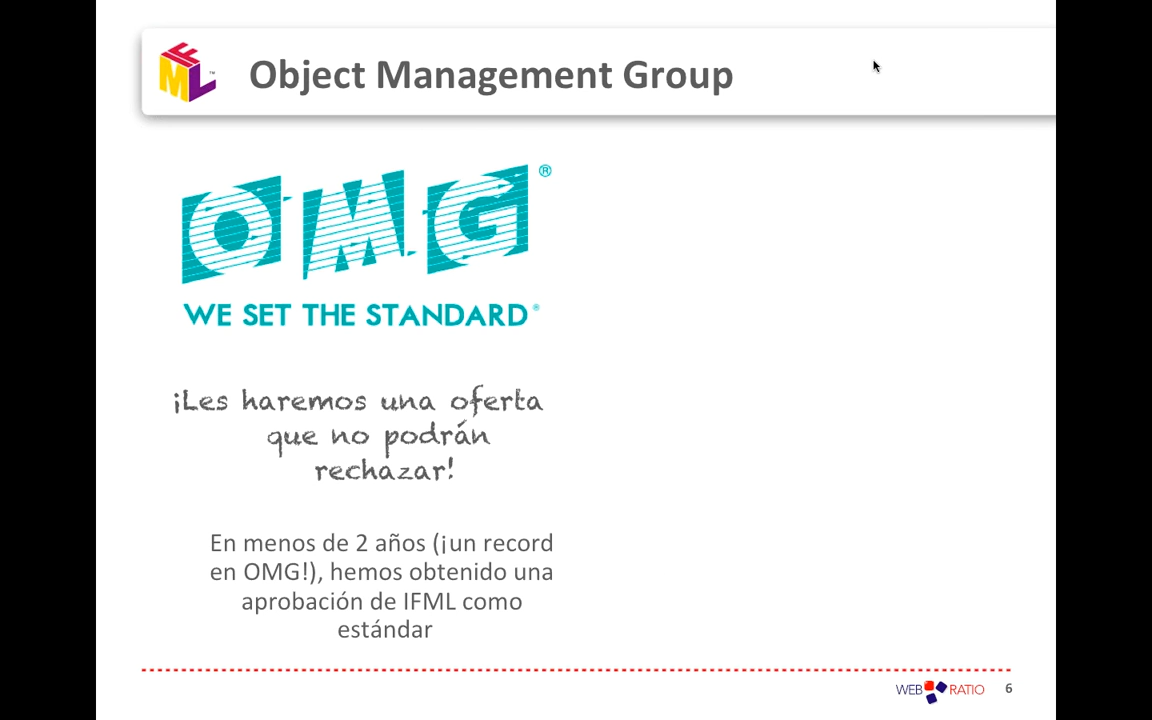 IFML™
Object Management Group
OMG®
WE SET THE STANDARD®
¡Les haremos una oferta
que no podrán
rechazar!
En menos de 2 años (¡un record
en OMG!), hemos obtenido una
aprobación de IFML como
estándar
WEB RATIO
6